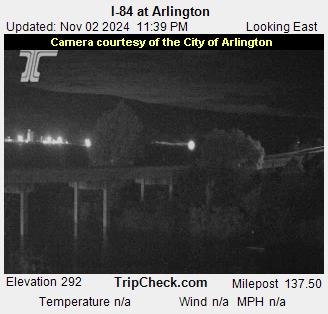 I-84 at Arlington
Updated: Nov 02 2024 11:39 PM Looking East
Camera courtesy of the City of Arlington
Elevation 292 TripCheck.com Milepost 137.50
Temperature n/a Wind n/a MPH n/a